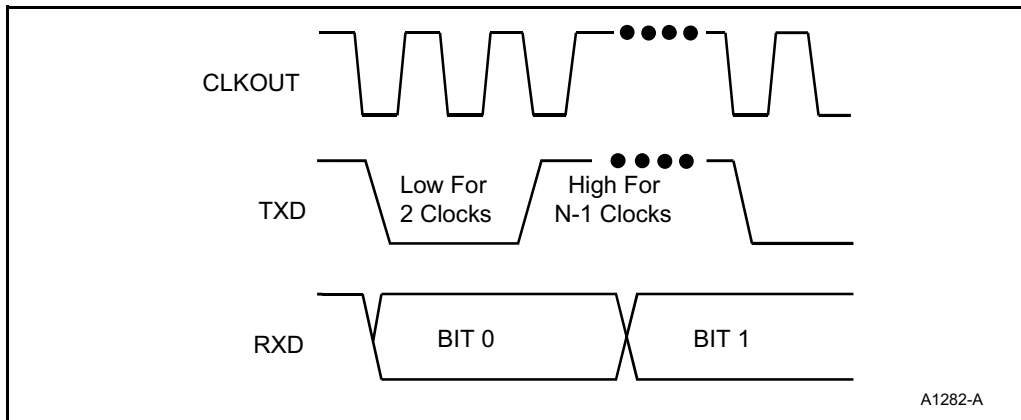 CLKOUT
TXD
Low For
2 Clocks
High For
N-1 Clocks
RXD
BIT 0
BIT 1
A1282-A